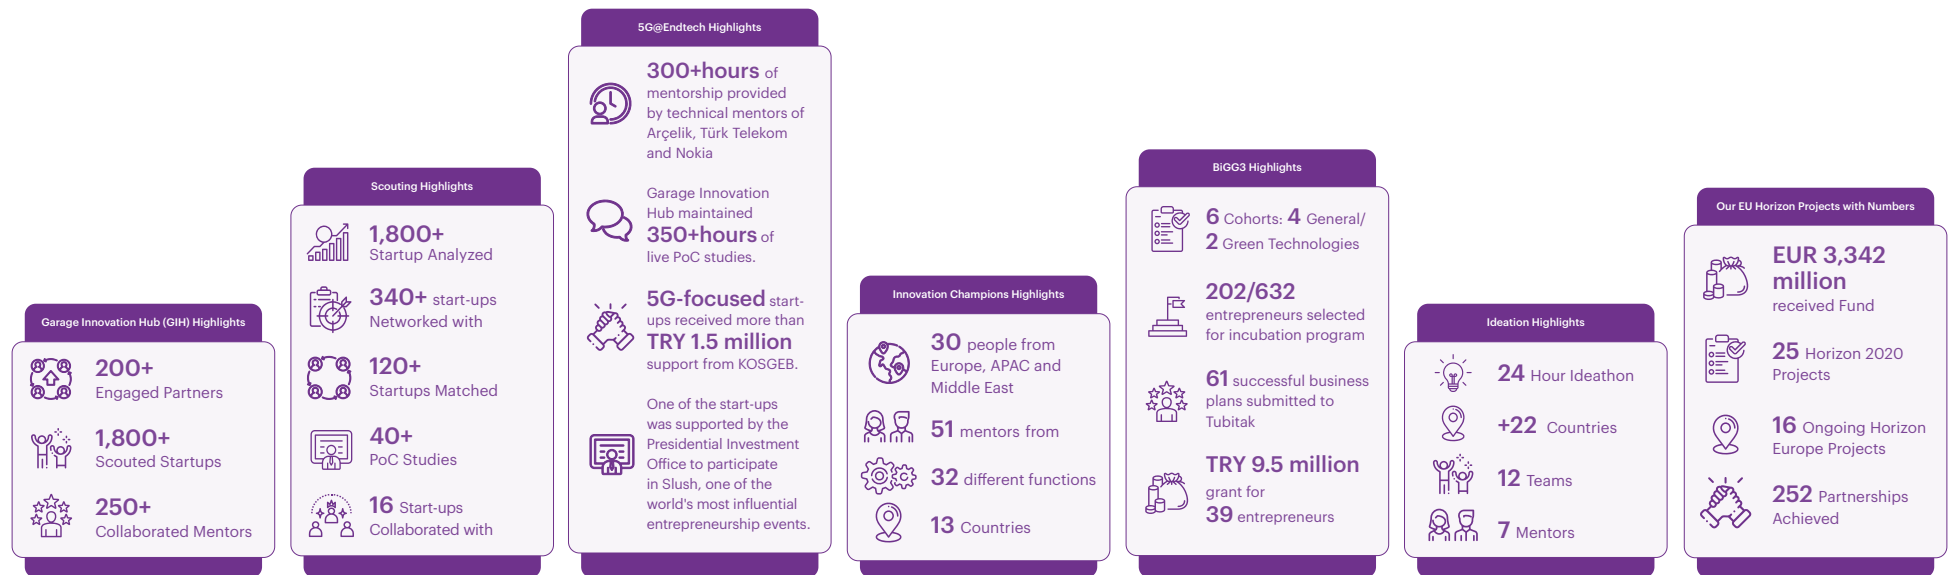 Garage Innovation Hub (GIH) Highlights
200+
Engaged Partners
1,800+
Scouted Startups
250+
Collaborated Mentors
Scouting Highlights
1,800+
Startup Analyzed
340+ start-ups
Networked with
120+
Startups Matched
40+
PoC Studies
16 Start-ups
Collaborated with
5G@Endtech Highlights
300+hours of
mentorship provided
by technical mentors of
Arçelik, Türk Telekom
and Nokia
Garage Innovation
Hub maintained
350+hours of
live PoC studies.
5G-focused start-
ups received more than
TRY 1.5 million
support from KOSGEB.
One of the start-ups
was supported by the
Presidential Investment
Office to participate
in Slush, one of the
world's most influential
entrepreneurship events.
Innovation Champions Highlights
30 people from
Europe, APAC and
Middle East
51 mentors from
32 different functions
13 Countries
BiGG3 Highlights
6 Cohorts: 4 General/
2 Green Technologies
202/632
entrepreneurs selected
for incubation program
61 successful business
plans submitted to
Tubitak
TRY 9.5 million
grant for
39 entrepreneurs
Ideation Highlights
24 Hour Ideathon
+22 Countries
12 Teams
7 Mentors
Our EU Horizon Projects with Numbers
EUR 3,342
million
received Fund
25 Horizon 2020
Projects
16 Ongoing Horizon
Europe Projects
252 Partnerships
Achieved